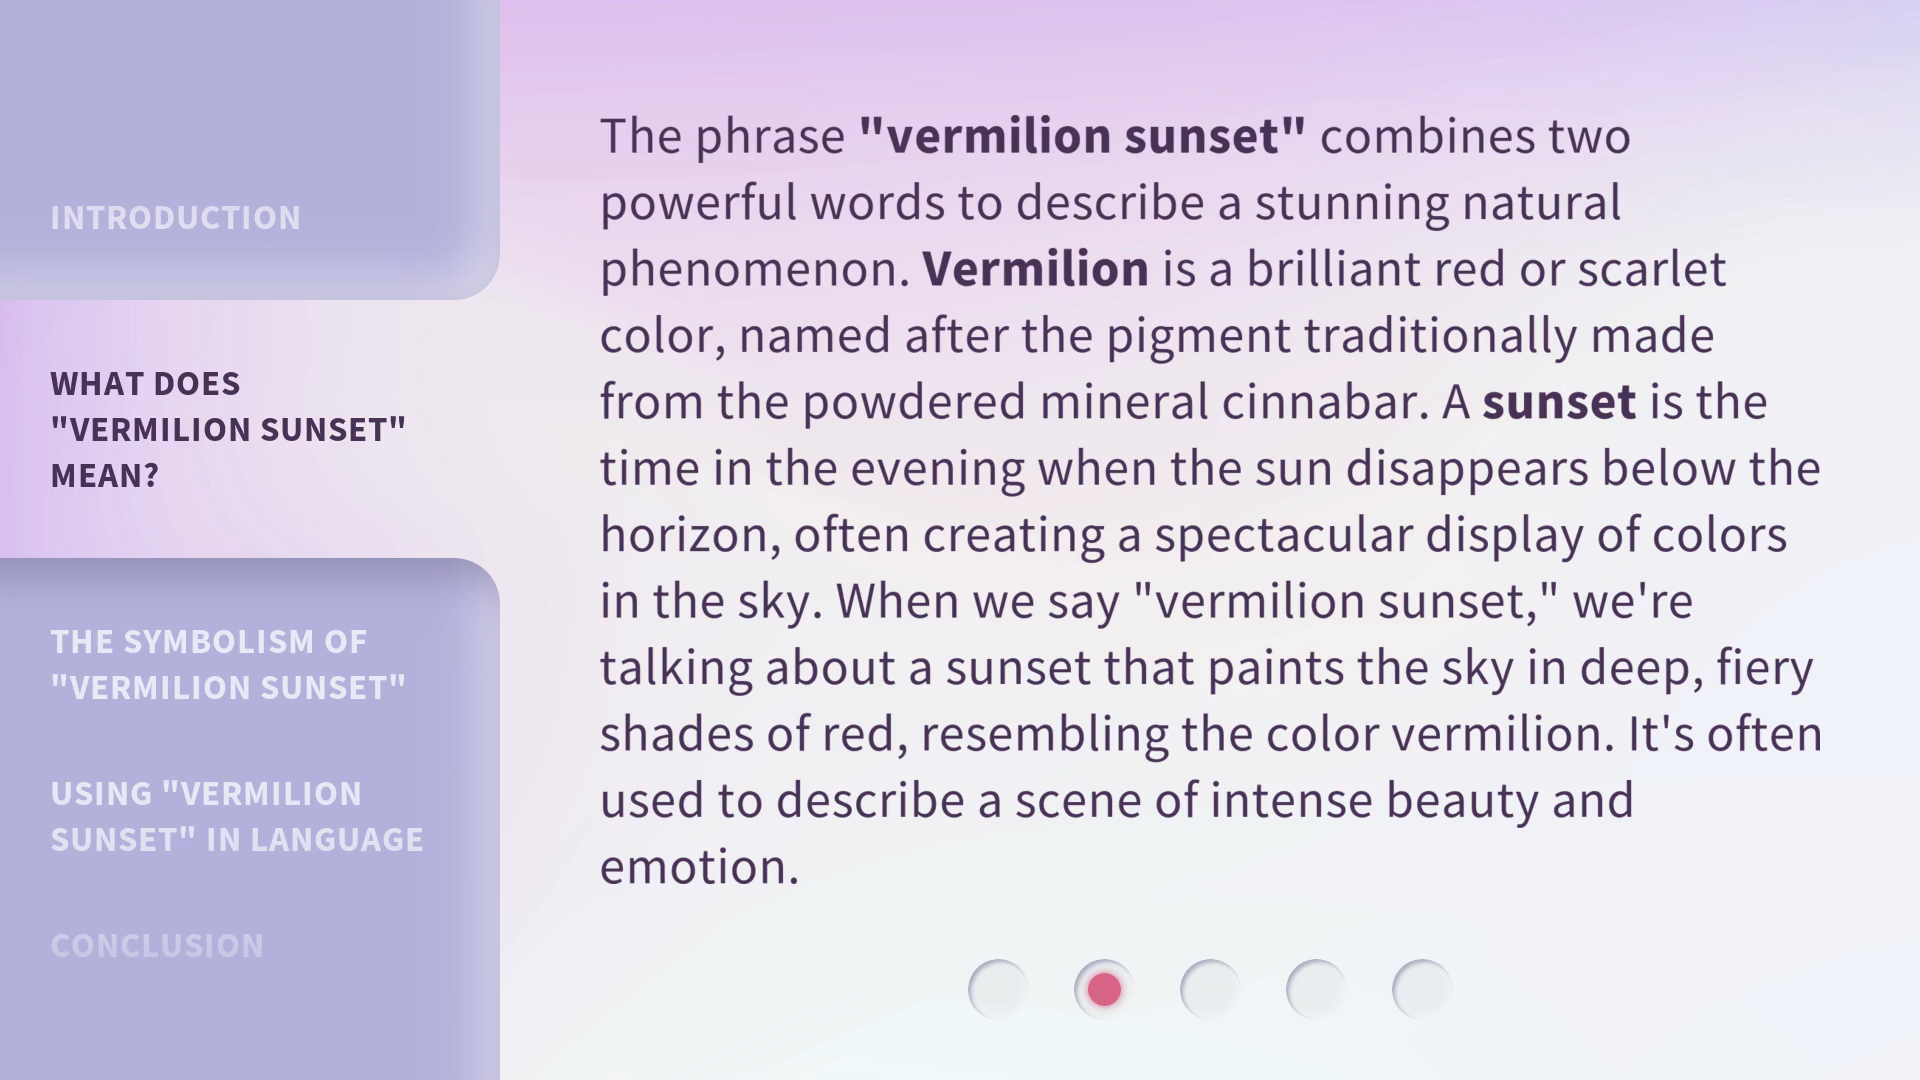 INTRODUCTION
WHAT DOES
"VERMILION SUNSET"
MEAN?
THE SYMBOLISM OF
"VERMILION SUNSET"
USING "VERMILION
SUNSET" IN LANGUAGE
CONCLUSION
The phrase "vermilion sunset" combines two
powerful words to describe a stunning natural
phenomenon. Vermilion is a brilliant red or scarlet
color, named after the pigment traditionally made
from the powdered mineral cinnabar. A sunset is the
time in the evening when the sun disappears below the
horizon, often creating a spectacular display of colors
in the sky. When we say "vermilion sunset," we're
talking about a sunset that paints the sky in deep, fiery
shades of red, resembling the color vermilion. It's often
used to describe a scene of intense beauty and
emotion.